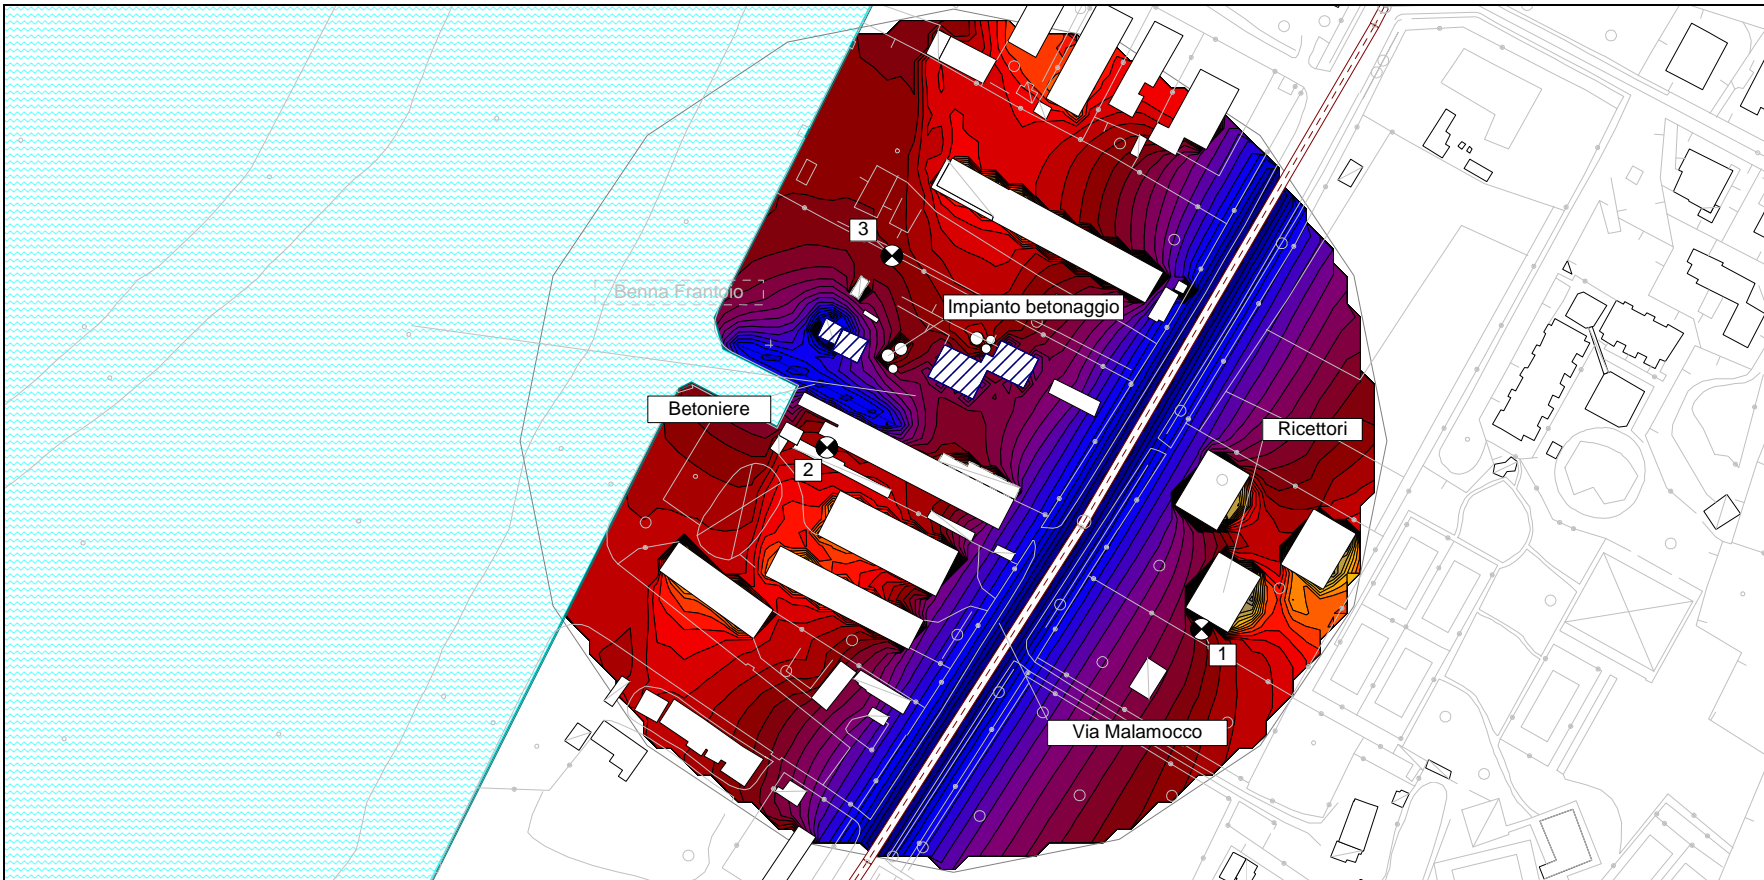 3
Benna Frantoio
Impianto betonaggio
Betoniere
Ricettori
2
1
Via Malamocco